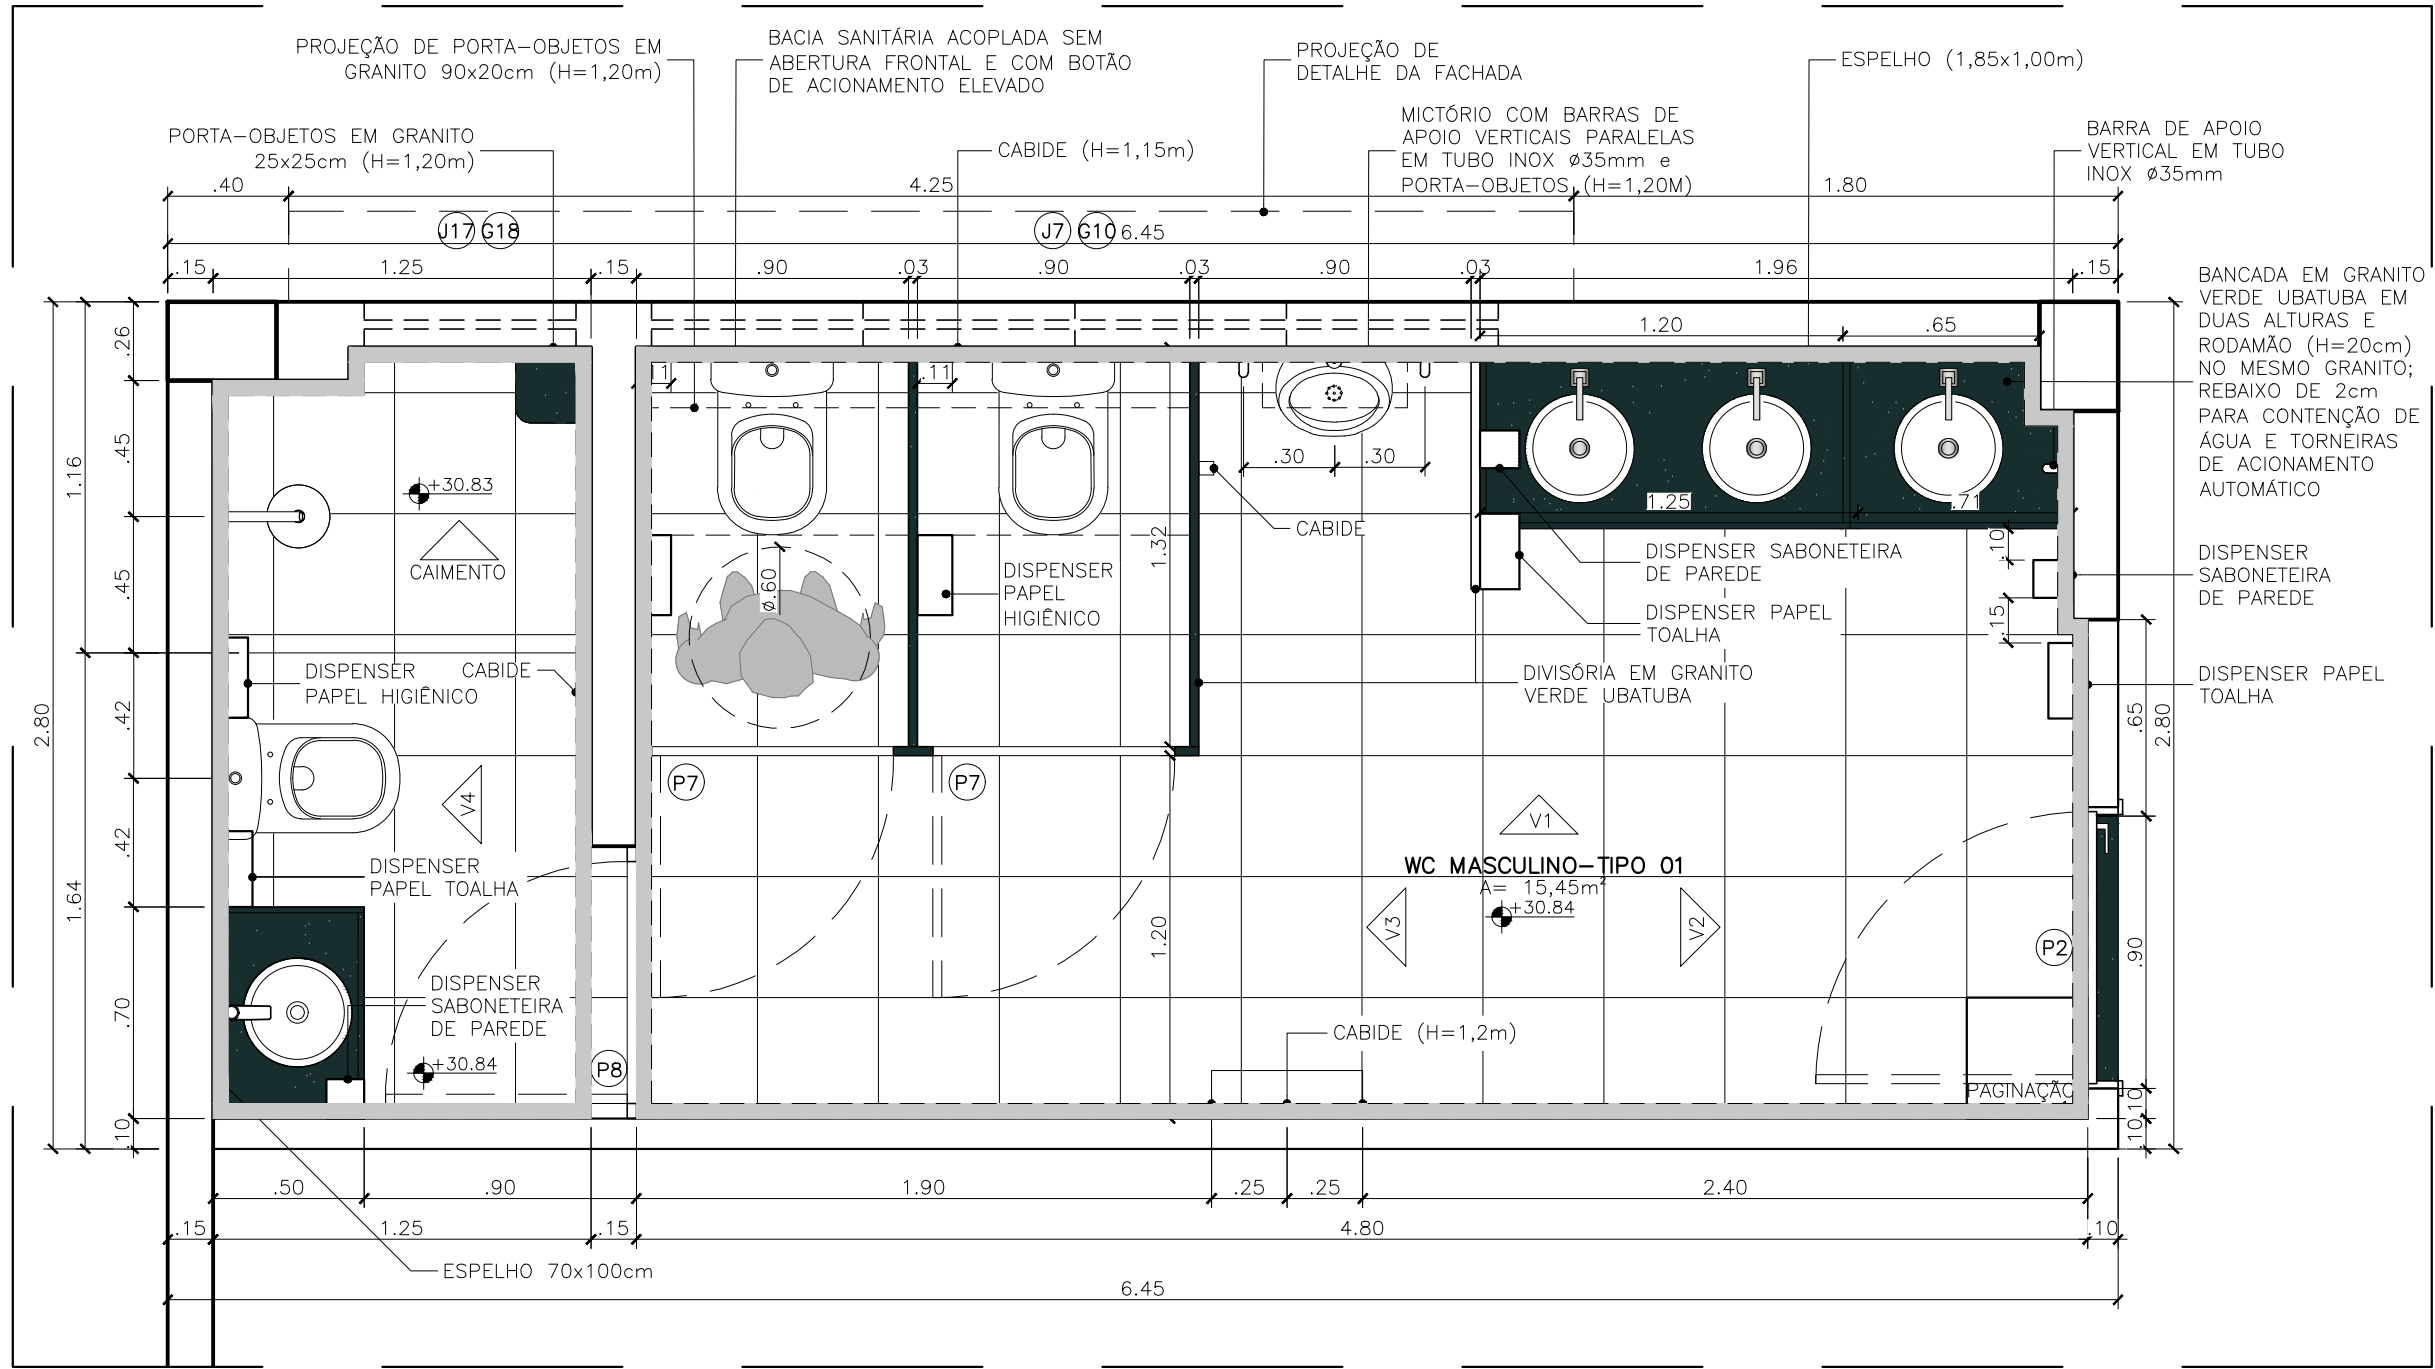 PROJEÇÃO DE PORTA-OBJETOS EM
GRANITO 90x20cm (H=1,20m)
BACIA SANITÁRIA ACOPLADA SEM
ABERTURA FRONTAL E COM BOTÃO
DE ACIONAMENTO ELEVADO
PROJEÇÃO DE
DETALHE DA FACHADA
ESPELHO (1,85x1,00m)
PORTA-OBJETOS EM GRANITO
25x25cm (H=1,20m)
CABIDE (H=1,15m)
MICTÓRIO COM BARRAS DE
APOIO VERTICAIS PARALELAS
EM TUBO INOX Ø35mm e
PORTA-OBJETOS (H=1,20M)
BARRA DE APOIO
VERTICAL EM TUBO
INOX Ø35mm
.40
4.25
1.80
J17
G18
J7
G10
6.45
.15
1.25
.15
.90
.03
.90
.03
.90
.03
1.96
.15
BANCADA EM GRANITO
VERDE UBATUBA EM
DUAS ALTURAS E
RODAMÃO (H=20cm)
NO MESMO GRANITO;
REBAIXO DE 2cm
PARA CONTENÇÃO DE
ÁGUA E TORNEIRAS
DE ACIONAMENTO
AUTOMÁTICO
1.20
.65
.26
.11
.11
.45
1.16
+30.83
CAIMENTO
.30
.30
1.25
.71
CABIDE
1.32
.10
DISPENSER SABONETEIRA
DE PAREDE
DISPENSER
SABONETEIRA
DE PAREDE
.45
Ø.60
DISPENSER
PAPEL
HIGIÊNICO
DISPENSER PAPEL
TOALHA
.15
DISPENSER
PAPEL HIGIÊNICO
CABIDE
DIVISÓRIA EM GRANITO
VERDE UBATUBA
DISPENSER PAPEL
TOALHA
2.80
.42
.65
2.80
P7
P7
V4
V1
.42
DISPENSER
PAPEL TOALHA
WC MASCULINO-TIPO 01
A= 15,45m²
+30.84
1.64
1.20
V3
V2
P2
.90
.70
DISPENSER
SABONETEIRA
DE PAREDE
CABIDE (H=1,2m)
+30.84
P8
PAGINAÇÃO
.10
.10
.10
.50
.90
1.90
.25
.25
2.40
.15
1.25
.15
4.80
.10
ESPELHO 70x100cm
6.45